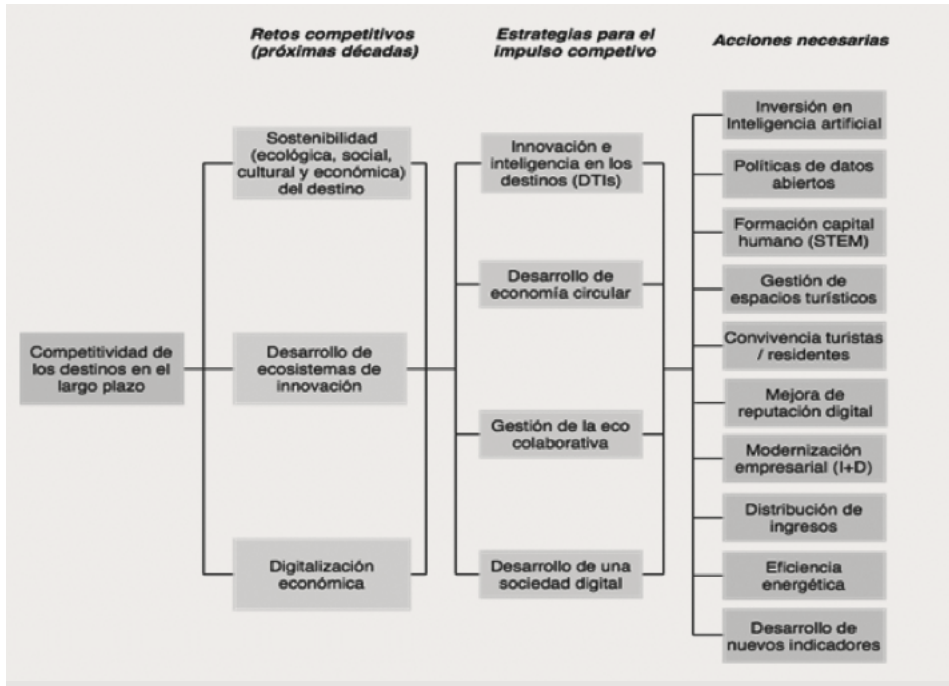 Retos competitivos
(próximas décadas)
Estrategias para el
impulso competivo
Acciones necesarias
Competitividad de
los destinos en el
largo plazo
Sostenibilidad
(ecológica, social,
cultural y económica)
del destino
Desarrollo de
ecosistemas de
innovación
Digitalización
económica
Innovación e
inteligencia en los
destinos (DTIs)
Desarrollo de
economía circular
Gestión de la eco
colaborativa
Desarrollo de una
sociedad digital
Inversión en
Inteligencia artificial
Políticas de datos
abiertos
Formación capital
humano (STEM)
Gestión de
espacios turísticos
Convivencia turistas
/ residentes
Mejora de
reputación digital
Modernización
empresarial (I+D)
Distribución de
ingresos
Eficiencia
energética
Desarrollo de
nuevos indicadores